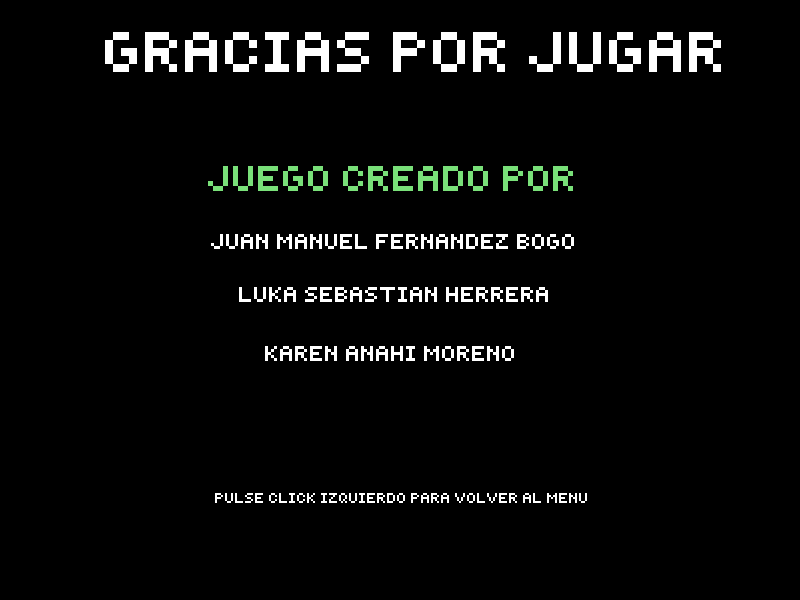 GRACIAS POR JUGAR
JUEGO CREADO POR
JUAN MANUEL FERNANDEZ BOGO
LUKA SEBASTIAN HERRERA
KAREN ANAHI MORENO
PULSE CLICK IZQUIERDO PARA VOLVER AL MENU